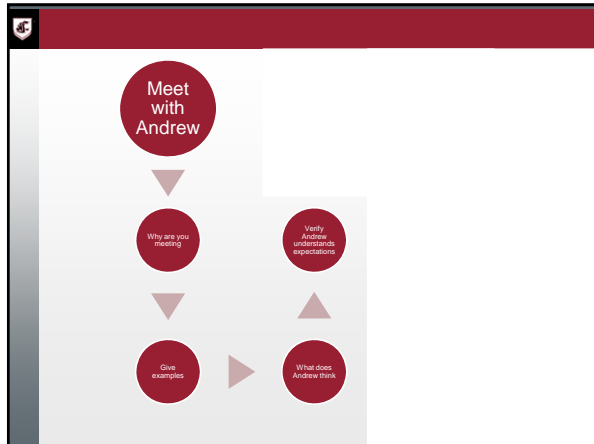 Meet
with
Andrew
Why are you
meeting
Give
examples
What does
Andrew think
Verify
Andrew
understands
expectations